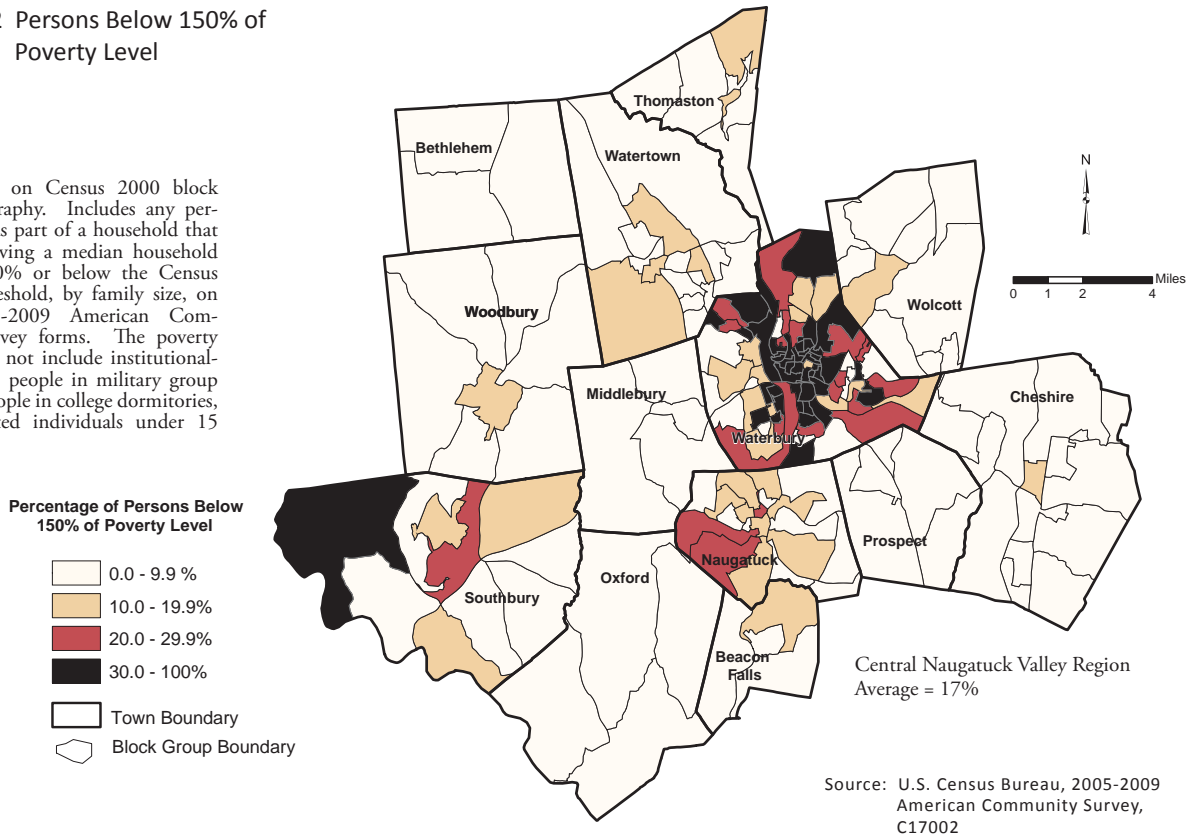 2 Persons Below 150% of
Poverty Level
on Census 2000 block
raphy. Includes any per-
s part of a household that
ving a median household
0% or below the Census
eshold, by family size, on
-2009 American Com-
vey forms. The poverty
not include institutional-
people in military group
ople in college dormitories,
ted individuals under 15
Percentage of Persons Below
150% of Poverty Level
0.0 - 9.9 %
10.0 - 19.9%
20.0 - 29.9%
30.0 - 100%
Town Boundary
Block Group Boundary
Thomaston
Bethlehem
Watertown
N
Miles
0 1 2 4
Wolcott
Woodbury
Middlebury
Cheshire
Waterbury
Prospect
Naugatuck
Oxford
Southbury
Beacon
Falls
Central Naugatuck Valley Region
Average = 17%
Source: U.S. Census Bureau, 2005-2009
American Community Survey,
C17002